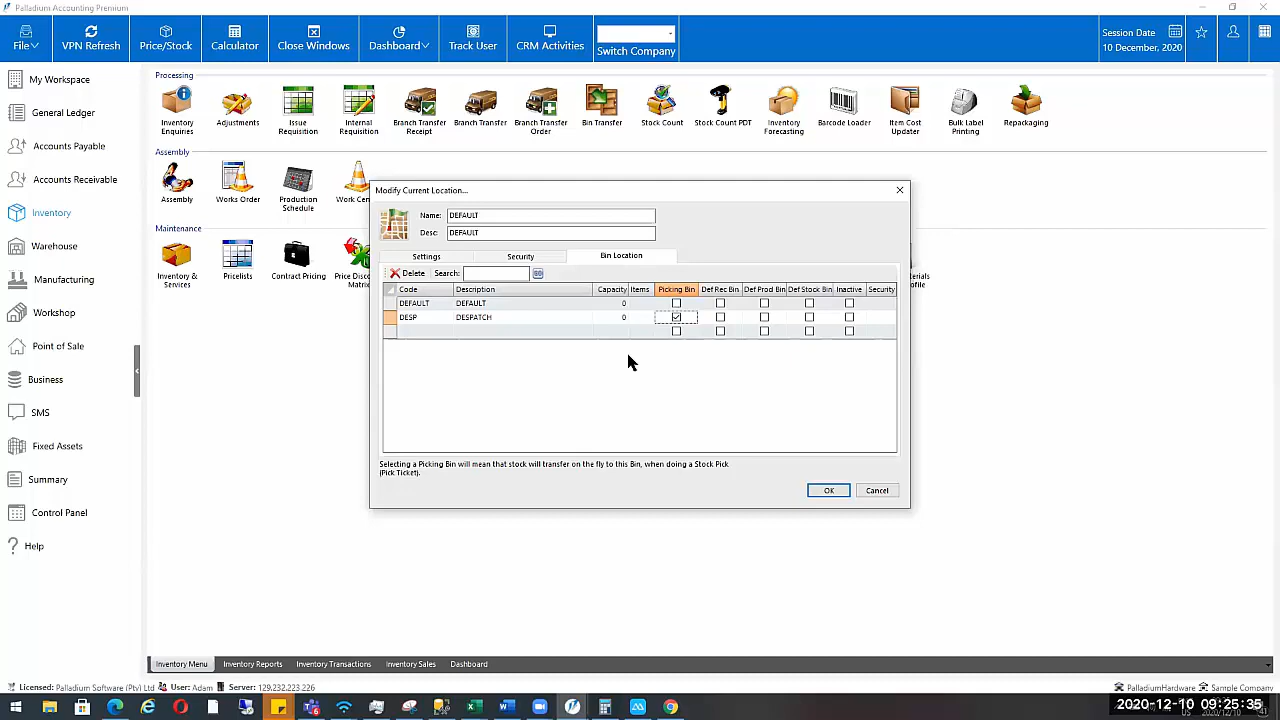 Palladium Accounting Premium
File
VPN Refresh
Price/Stock
Calculator
Close Windows
Dashboard
Track User
CRM Activities
Switch Company
Session Date
10 December, 2020
My Workspace
General Ledger
Accounts Payable
Accounts Receivable
Inventory
Warehouse
Manufacturing
Workshop
Point of Sale
Business
SMS
Fixed Assets
Summary
Control Panel
Help
Processing
Inventory Enquiries
Adjustments
Issue Requisition
Internal Requisition
Branch Transfer Receipt
Branch Transfer
Branch Transfer Order
Bin Transfer
Stock Count
Stock Count PDT
Inventory Forecasting
Barcode Loader
Item Cost Updater
Bulk Label Printing
Repackaging
Assembly
Assembly
Works Order
Production Schedule
Work Cen
Maintenance
Inventory & Services
Pricelists
Contract Pricing
Price Disco
Matrix
erials
ofile
Modify Current Location...
Name: DEFAULT
Desc: DEFAULT
Settings Security Bin Location
Delete Search:
Code Description Capacity Items Picking Bin Def Rec Bin Def Prod Bin Def Stock Bin Inactive Security
DEFAULT DEFAULT 0
DESP DESPATCH 0
Selecting a Picking Bin will mean that stock will transfer on the fly to this Bin, when doing a Stock Pick
(Pick Ticket).
OK Cancel
Inventory Menu Inventory Reports Inventory Transactions Inventory Sales Dashboard
Licensed: Palladium Software (Pty) Ltd User: Adam Server: 129.232.223.226
PalladiumHardware Sample Company
2020-12-10 09:25:35